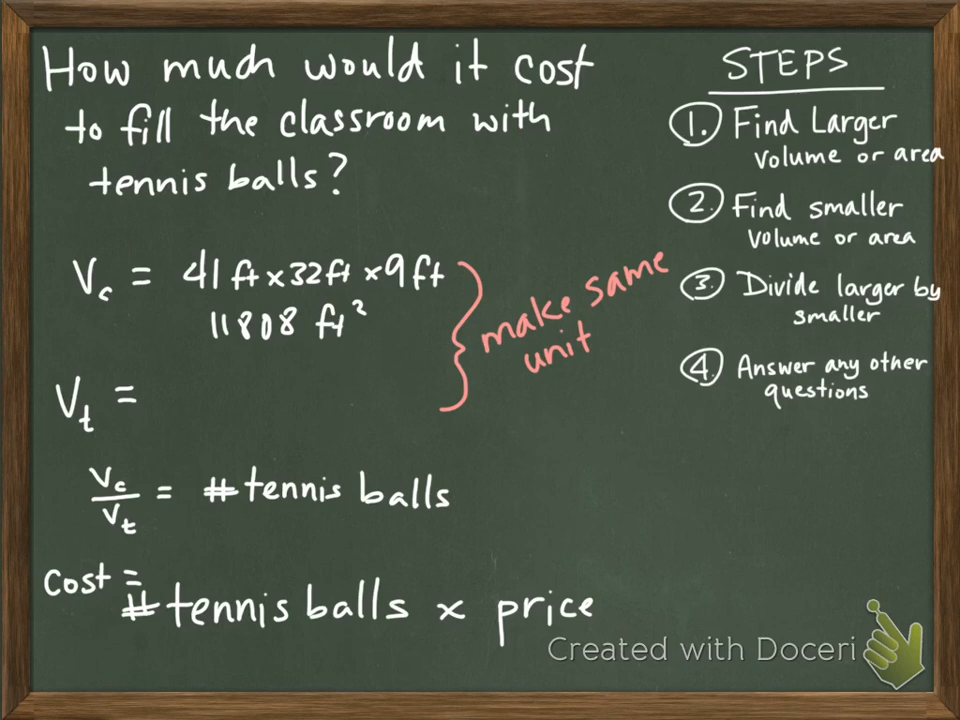 How much would it cost
to fill the classroom with
tennis balls?
Vc = 41 ft x 32 ft x 9 ft
11808 ft²
make same
unit
Vt =
Vc/Vt = # tennis balls
cost =
# tennis balls x price
STEPS
1. Find Larger
volume or area
2. Find smaller
volume or area
3. Divide larger by
smaller
4. Answer any other
questions
Created with Doceri